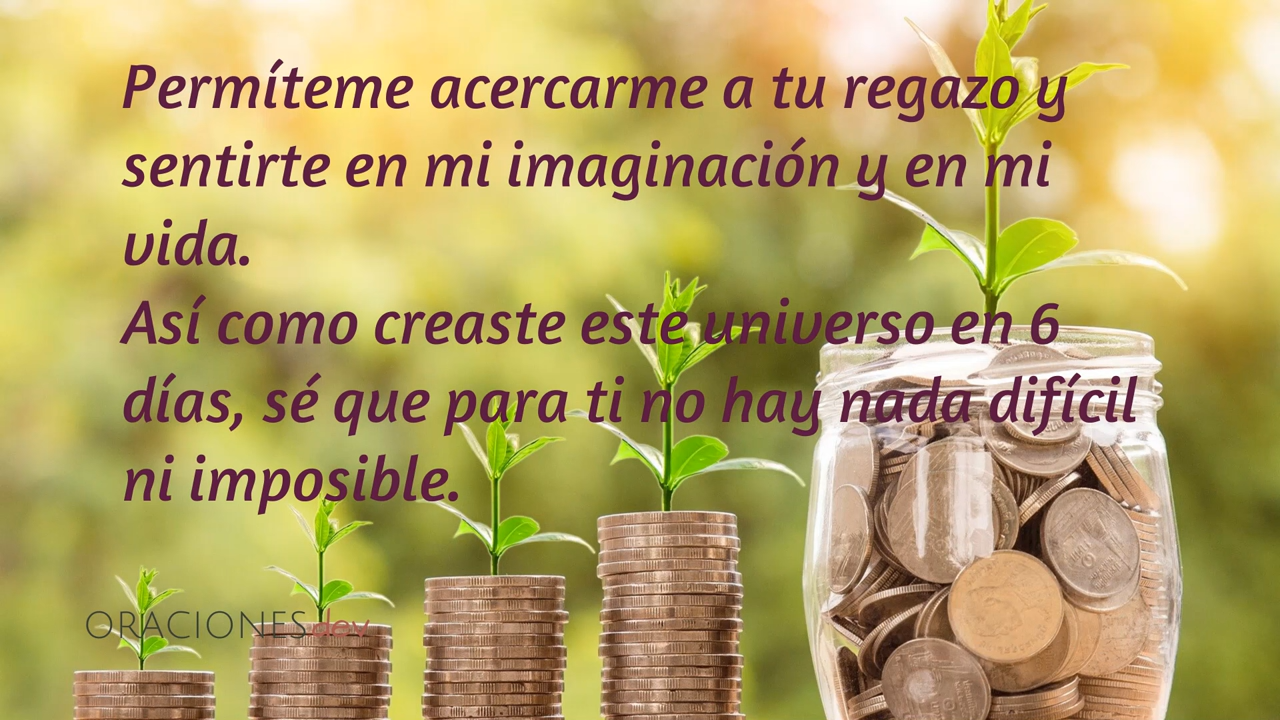 Permíteme acercarme a tu regazo y
sentirte en mi imaginación y en mi
vida.
Así como creaste este universo en 6
días, sé que para ti no hay nada difícil
ni imposible.
ORACIONES.dev